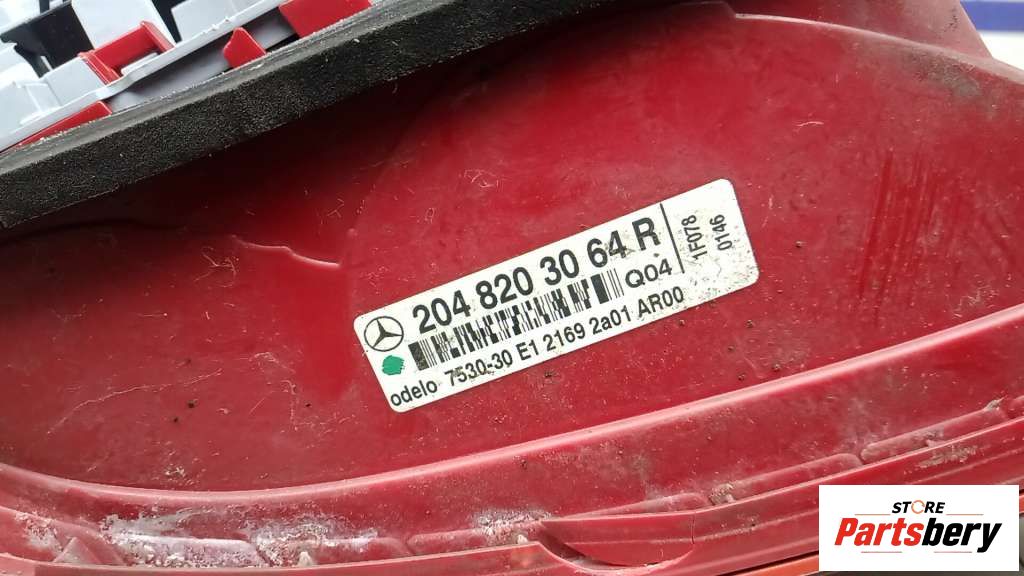 204 820 30 64 R
Q04
1F078
0146
odelo 7530-30 E1 2169 2a01 AR00
STORE
Partsbery